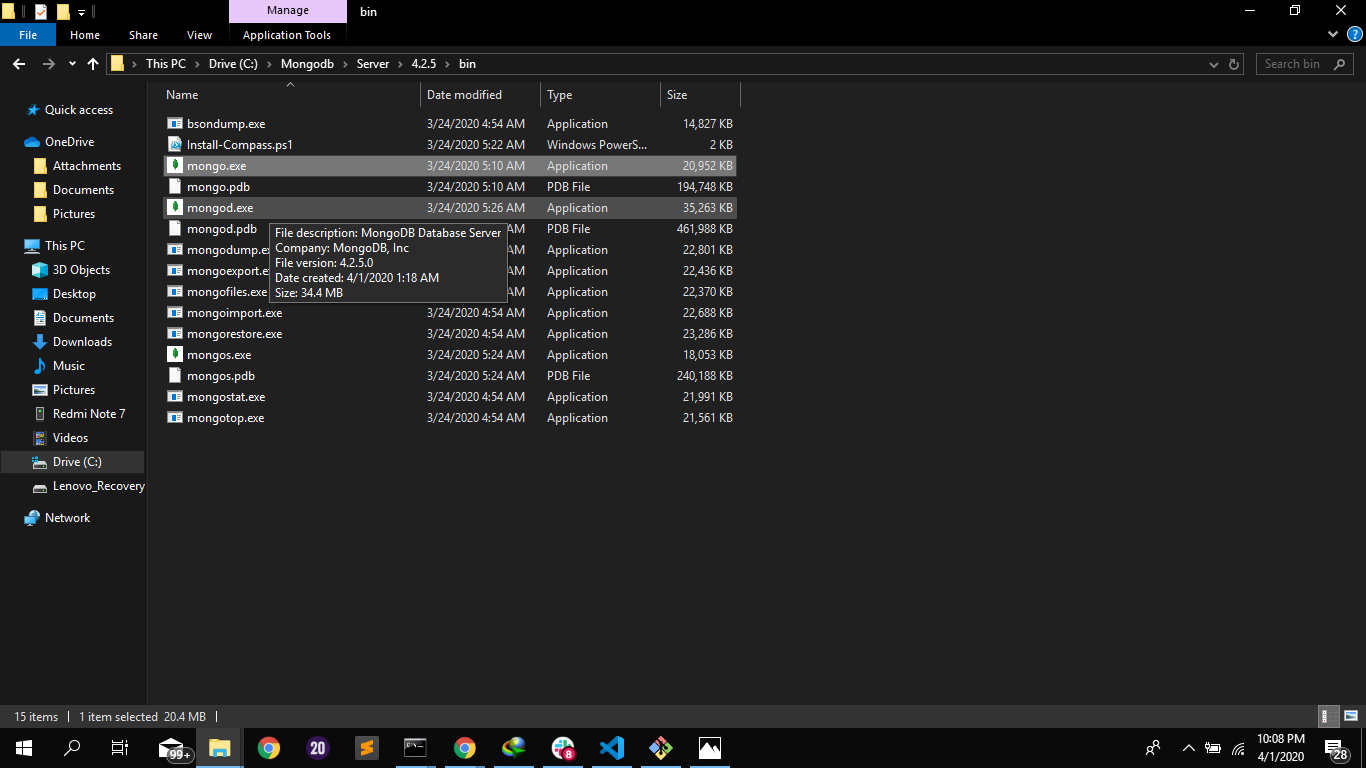 Manage
bin
File
Home
Share
View
Application Tools
This PC
Drive (C:)
Mongodb
Server
4.2.5
bin
Search bin
Quick access
OneDrive
Attachments
Documents
Pictures
This PC
3D Objects
Desktop
Documents
Downloads
Music
Pictures
Redmi Note 7
Videos
Drive (C:)
Lenovo_Recovery
Network
Name Date modified Type Size
bsondump.exe 3/24/2020 4:54 AM Application 14,827 KB
Install-Compass.ps1 3/24/2020 5:22 AM Windows PowerS... 2 KB
mongo.exe 3/24/2020 5:10 AM Application 20,952 KB
mongo.pdb 3/24/2020 5:10 AM PDB File 194,748 KB
mongod.exe 3/24/2020 5:26 AM Application 35,263 KB
mongod.pdb AM PDB File 461,988 KB
mongodump.ex AM Application 22,801 KB
mongoexport.ex AM Application 22,436 KB
mongofiles.exe AM Application 22,370 KB
File description: MongoDB Database Server
Company: MongoDB, Inc
File version: 4.2.5.0
Date created: 4/1/2020 1:18 AM
Size: 34.4 MB
mongoimport.exe 3/24/2020 4:54 AM Application 22,688 KB
mongorestore.exe 3/24/2020 4:54 AM Application 23,286 KB
mongos.exe 3/24/2020 5:24 AM Application 18,053 KB
mongos.pdb 3/24/2020 5:24 AM PDB File 240,188 KB
mongostat.exe 3/24/2020 4:54 AM Application 21,991 KB
mongotop.exe 3/24/2020 4:54 AM Application 21,561 KB
15 items
1 item selected 20.4 MB
99+
20
8
10:08 PM
4/1/2020
28